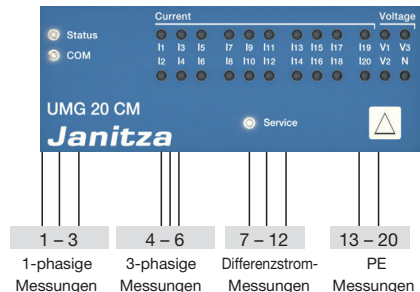 Current Voltage
Status
COM
I1 I3 I5 I7 I9 I11 I13 I15 I17 I19 V1 V3
I2 I4 I6 I8 I10 I12 I14 I16 I18 I20 V2 N
UMG 20 CM
Janitza
Service
1 – 3 4 – 6 7 – 12 13 – 20
1-phasige 3-phasige Differenzstrom- PE
Messungen Messungen Messungen Messungen